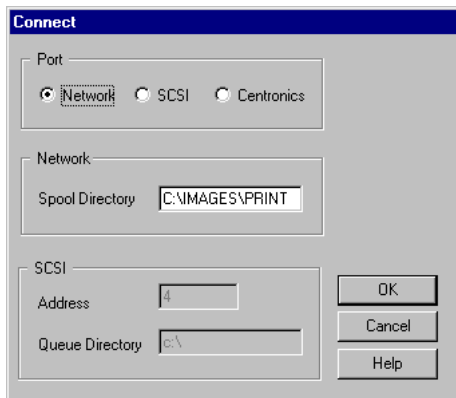 Connect
Port
Network SCSI Centronics
Network
Spool Directory C:\IMAGES\PRINT
SCSI
Address 4
Queue Directory c:\
OK
Cancel
Help